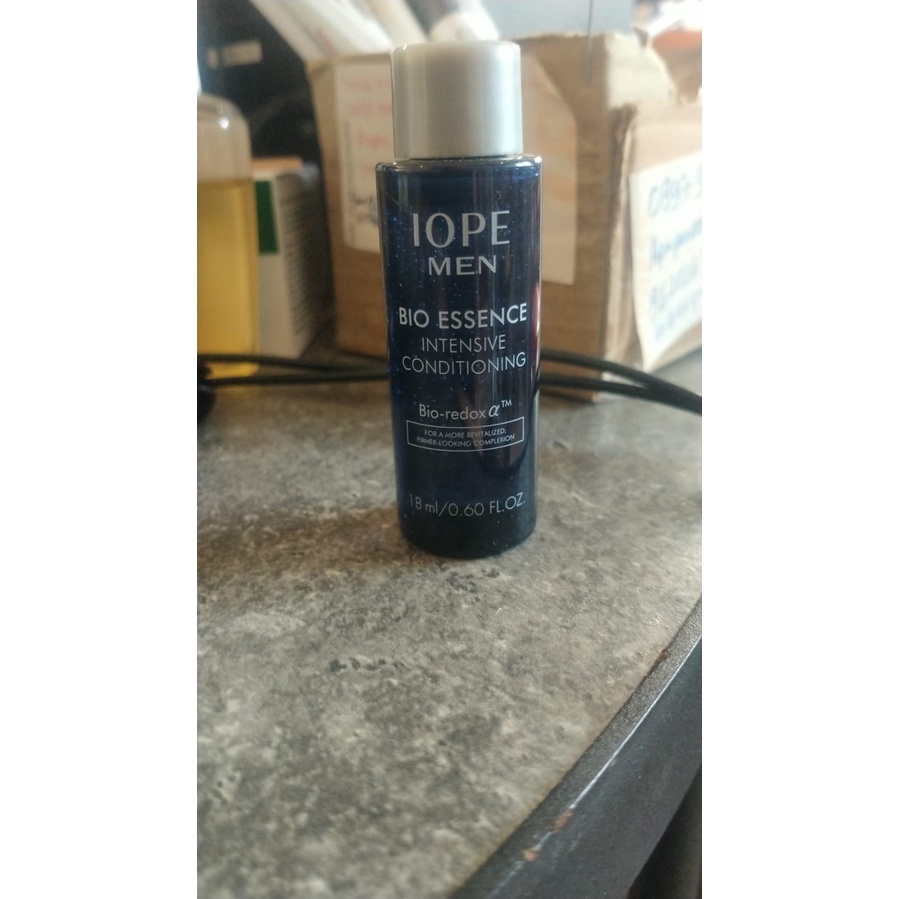 IOPE
MEN
BIO ESSENCE
INTENSIVE
CONDITIONING
Bio-redox α™
FOR A MORE REVITALIZED,
FIRMER-LOOKING COMPLEXION
18 ml/0.60 FL.OZ.